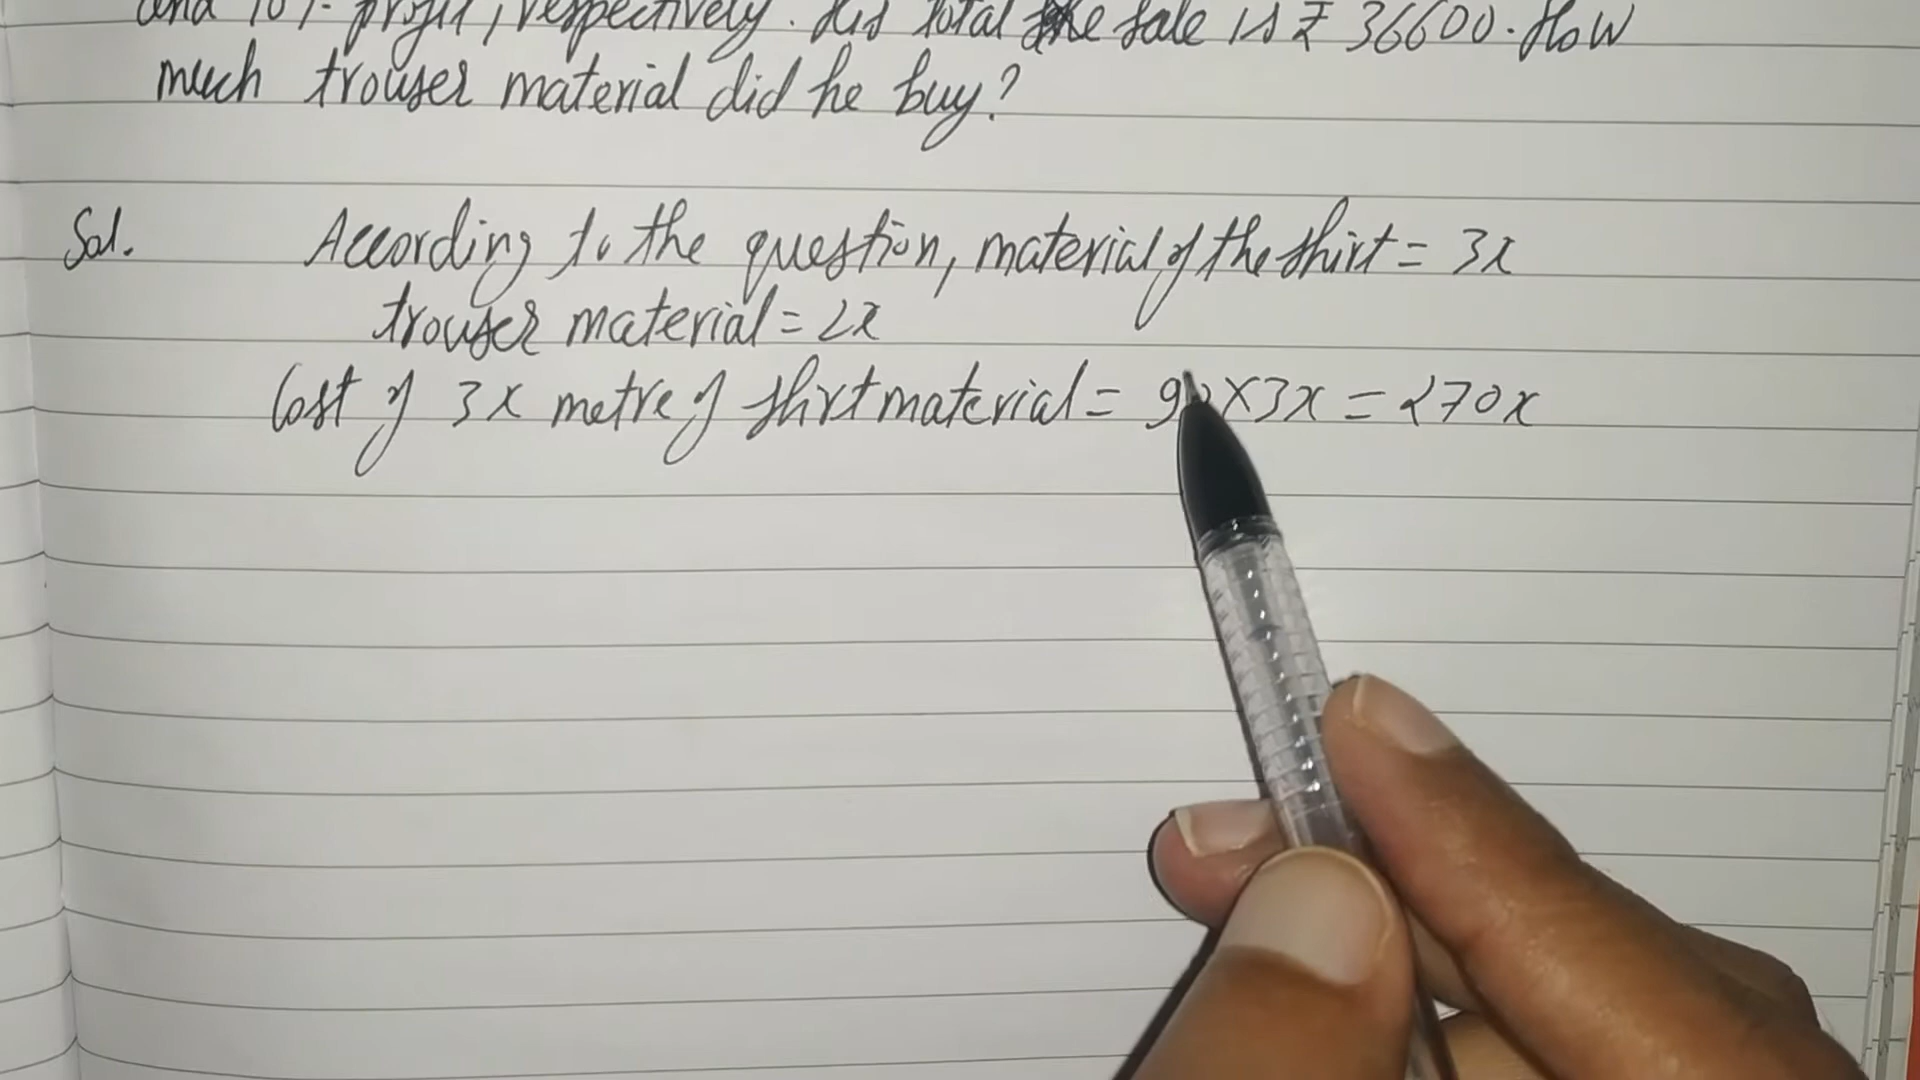 and 10% profit, respectively. His total the sale is ₹ 36600. How
much trouser material did he buy?
Sol. According to the question, material of the shirt = 3x
trouser material = 2x
Cost of 3x metre of shirt material = 90 × 3x = 270x